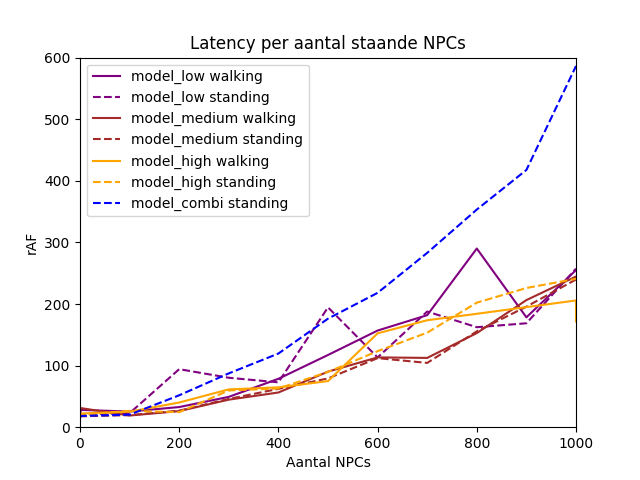 Latency per aantal staande NPCs
600
500
400
300
200
100
0
rAF
model_low walking
model_low standing
model_medium walking
model_medium standing
model_high walking
model_high standing
model_combi standing
0 200 400 600 800 1000
Aantal NPCs